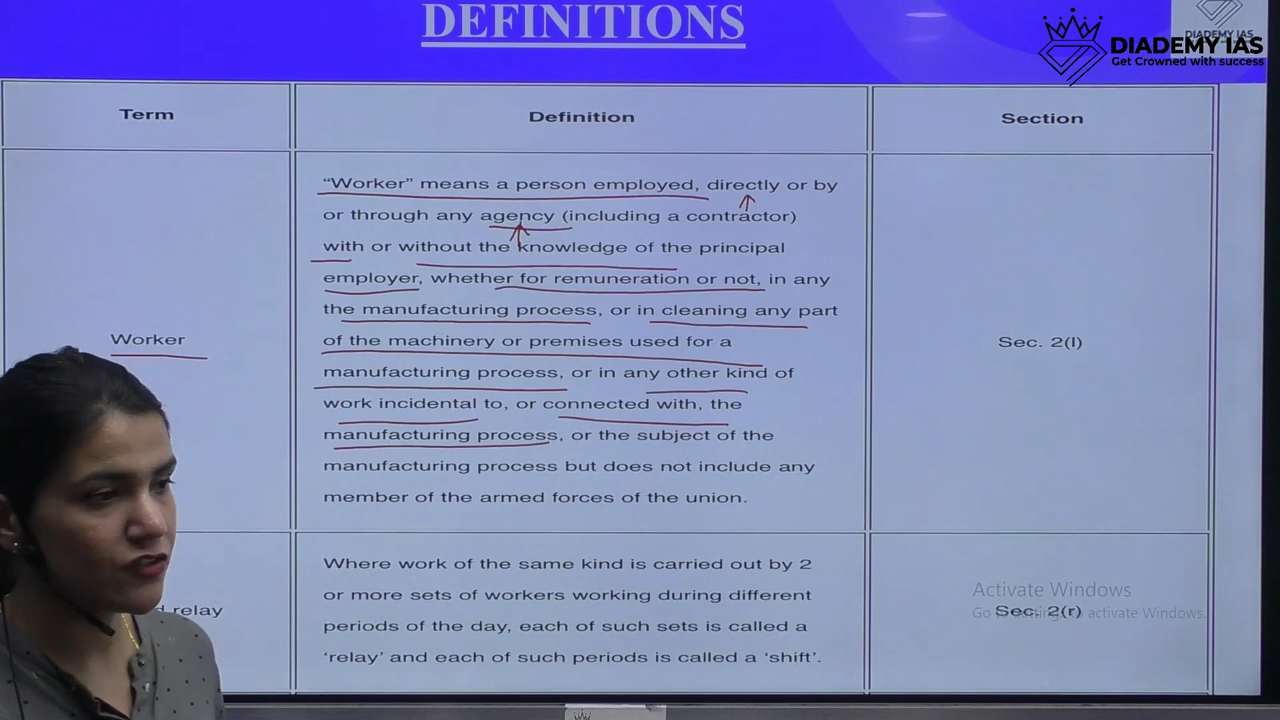 DEFINITIONS
DIADEMY IAS
DIADEMY IAS
Get Crowned with success
Term
Definition
Section
Worker
“Worker” means a person employed, directly or by
or through any agency (including a contractor)
with or without the knowledge of the principal
employer, whether for remuneration or not, in any
the manufacturing process, or in cleaning any part
of the machinery or premises used for a
manufacturing process, or in any other kind of
work incidental to, or connected with, the
manufacturing process, or the subject of the
manufacturing process but does not include any
member of the armed forces of the union.
Sec. 2(l)
relay
Where work of the same kind is carried out by 2
or more sets of workers working during different
periods of the day, each of such sets is called a
‘relay’ and each of such periods is called a ‘shift’.
Sec. 2(r)
Activate Windows
Go to Settings to activate Windows.